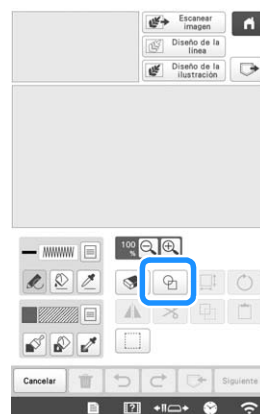 Escanear
imagen
Diseño de la
línea
Diseño de la
ilustración
100
%
Cancelar
Siguiente